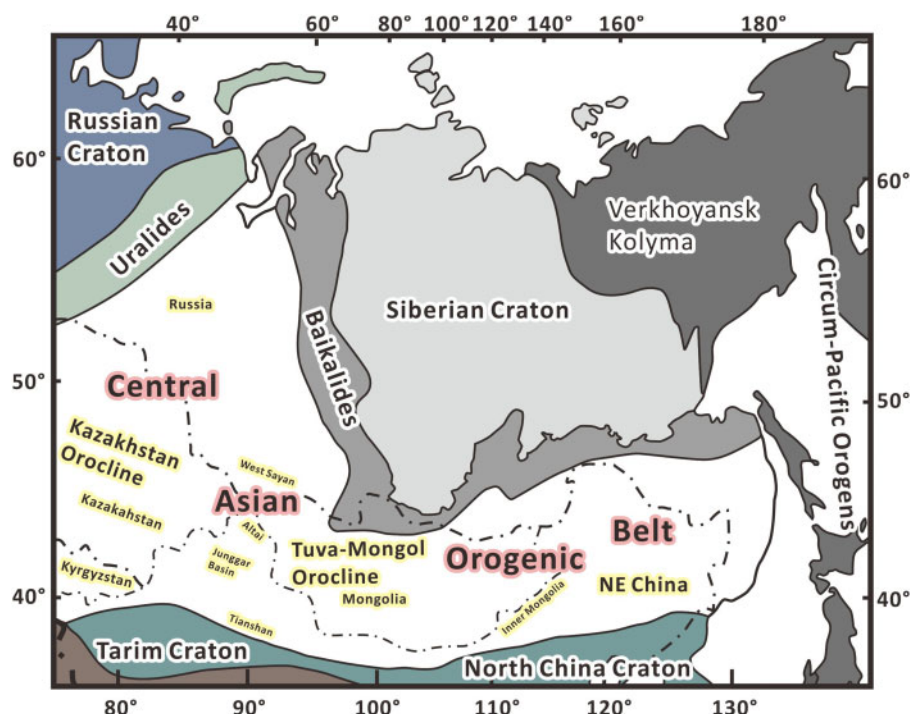 40° 60° 80° 100° 120° 140° 160° 180°
Russian
Craton
60°
60°
Verkhoyansk
Kolyma
Uralides
Russia
Siberian Craton
Circum-Pacific Orogens
Baikalides
50°
50°
Central
Kazakhstan
Orocline
West Sayan
Asian
Kazakahstan
Altai
Belt
Tuva-Mongol
Orocline
Orogenic
Junggar
Basin
Kyrgyzstan
NE China
Mongolia
40°
40°
Inner Mongolia
Tianshan
Tarim Craton
North China Craton
80° 90° 100° 110° 120° 130°